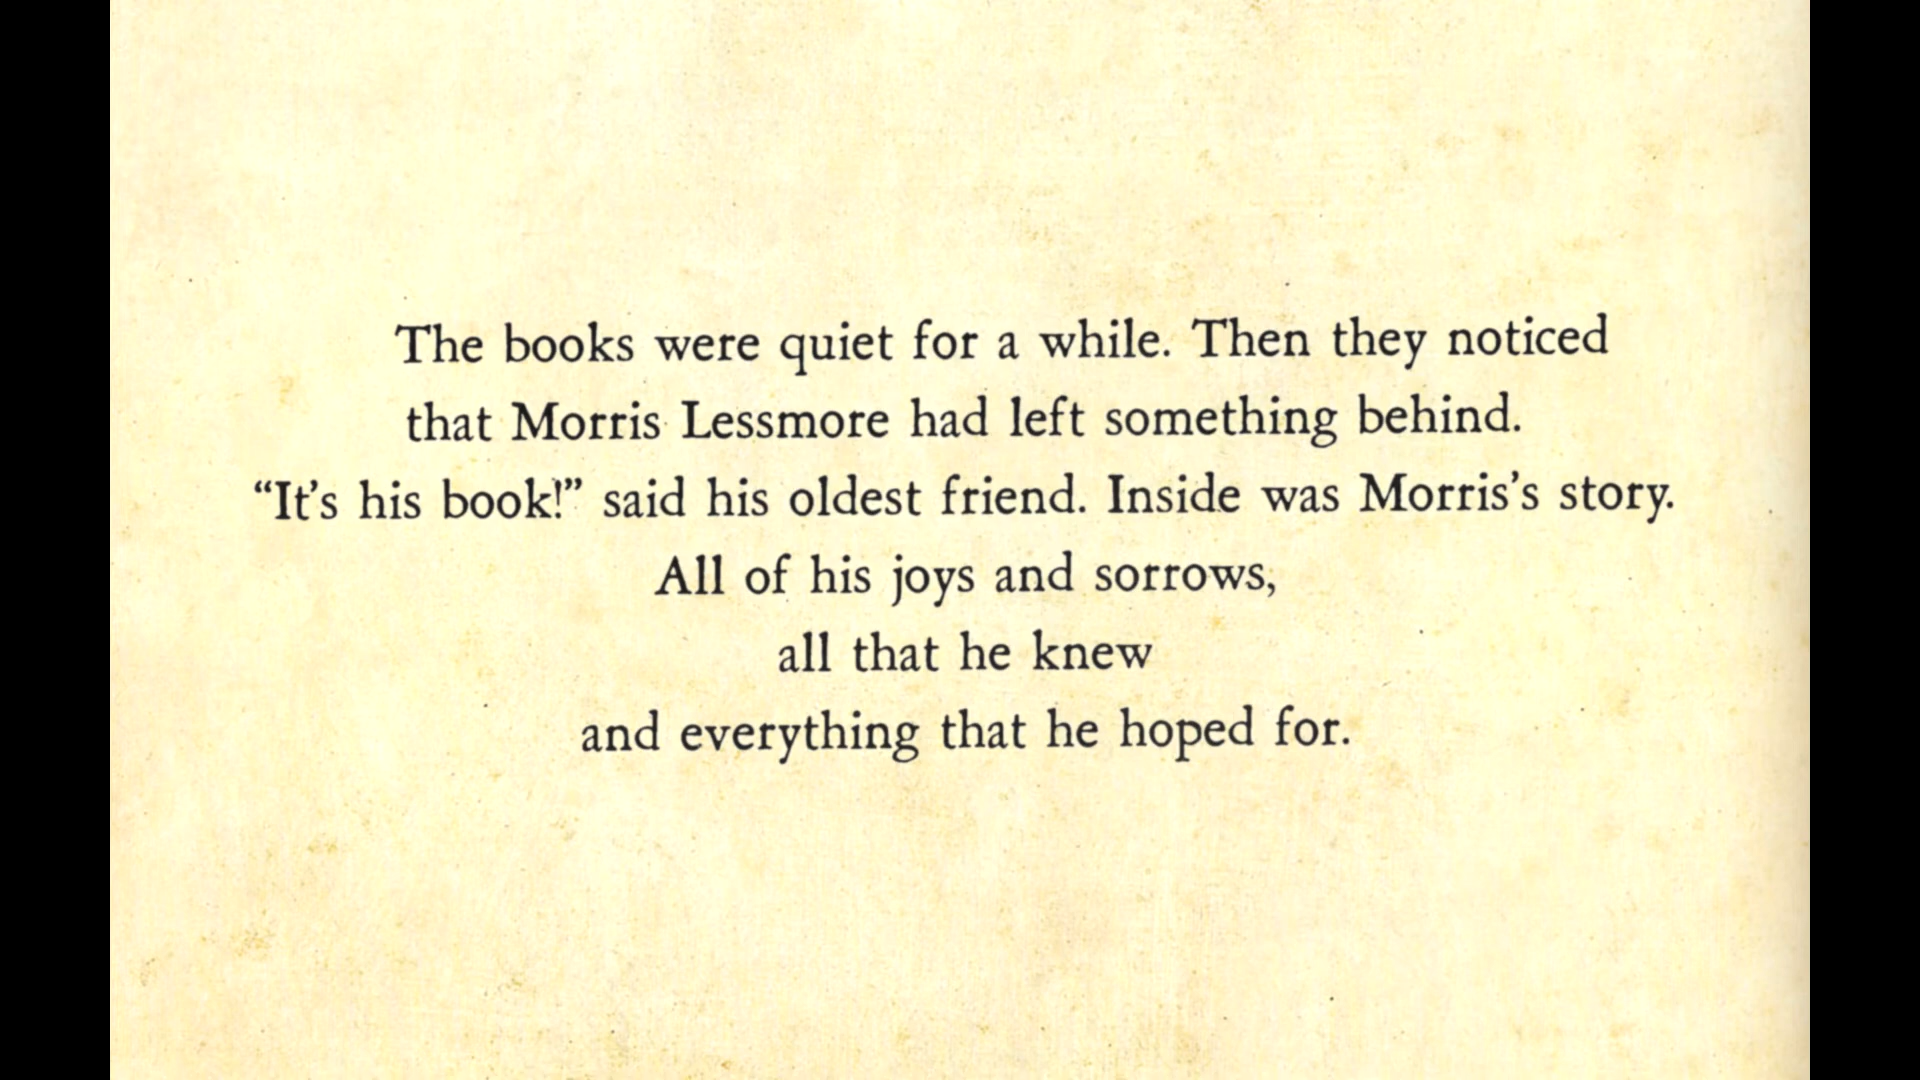 The books were quiet for a while. Then they noticed
that Morris Lessmore had left something behind.
“It’s his book!” said his oldest friend. Inside was Morris’s story.
All of his joys and sorrows,
all that he knew
and everything that he hoped for.